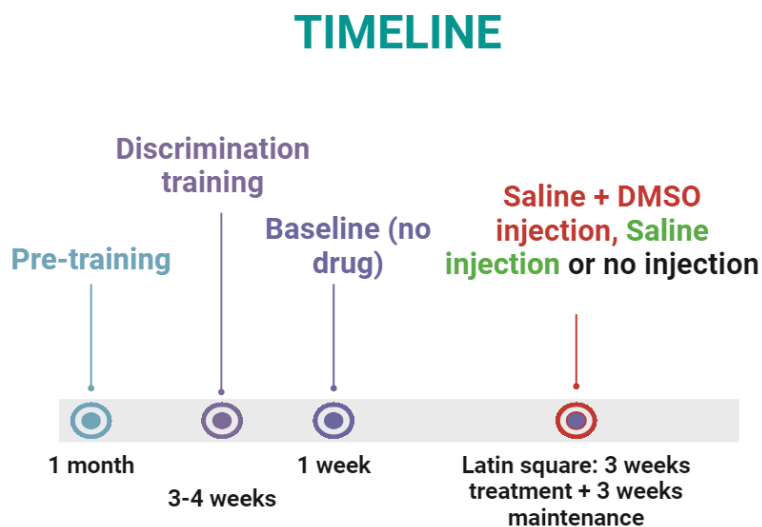 TIMELINE
Discrimination
training
Baseline (no
drug)
Pre-training
Saline + DMSO
injection, Saline
injection or no injection
1 month
3-4 weeks
1 week
Latin square: 3 weeks
treatment + 3 weeks
maintenance